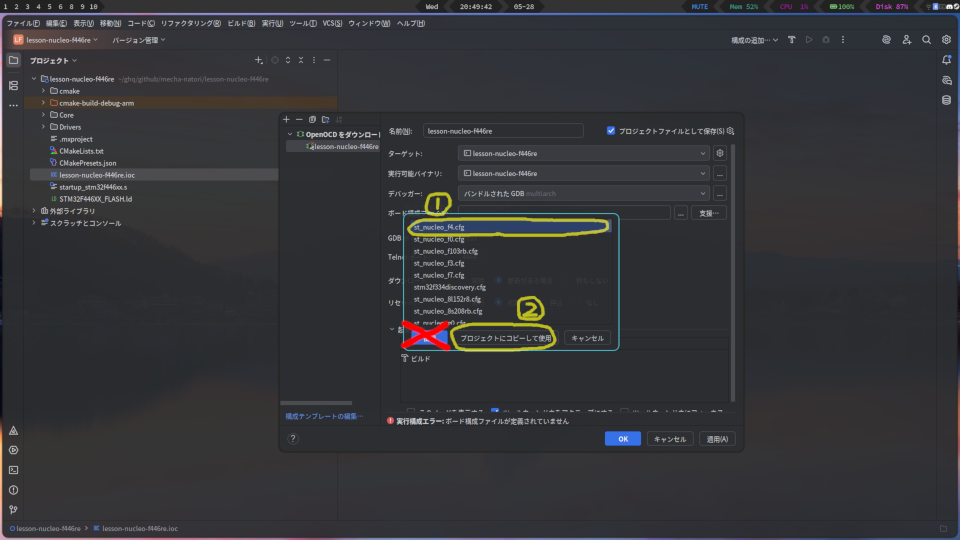 1 2 3 4 5 6 7 8 9 10
Wed 20:49:42 05-28
MUTE Mem 52% CPU 1% 100% Disk 87%
ファイル(F) 編集(E) 表示(V) 移動(N) コード(C) リファクタリング(R) ビルド(B) 実行(U) ツール(T) VCS(S) ウィンドウ(W) ヘルプ(H)
LF lesson-nucleo-f446re バージョン管理 構成の追加…
プロジェクト
lesson-nucleo-f446re ~/ghq/github/mecha-natori/lesson-nucleo-f446re
cmake
cmake-build-debug-arm
Core
Drivers
.mxproject
CMakeLists.txt
CMakePresets.json
lesson-nucleo-f446re.ioc
startup_stm32f446xx.s
STM32F446XX_FLASH.ld
外部ライブラリ
スクラッチとコンソール
OpenOCD をダウンロード
lesson-nucleo-f446re
構成テンプレートの編集…
名前(N): lesson-nucleo-f446re プロジェクトファイルとして保存(S)
ターゲット: lesson-nucleo-f446re
実行可能バイナリ: lesson-nucleo-f446re
デバッガー: バンドルされた GDB multiarch
1
ボード構成 支援…
GDB
Telne
ダウ
リセ
st_nucleo_f4.cfg
st_nucleo_f0.cfg
st_nucleo_f103rb.cfg
st_nucleo_f3.cfg
st_nucleo_f7.cfg
stm32f334discovery.cfg
st_nucleo_8l152r8.cfg
st_nucleo_8s208rb.cfg
2
プロジェクトにコピーして使用 キャンセル
ビルド
実行構成エラー: ボード構成ファイルが定義されていません
? OK キャンセル 適用(A)
lesson-nucleo-f446re > lesson-nucleo-f446re.ioc